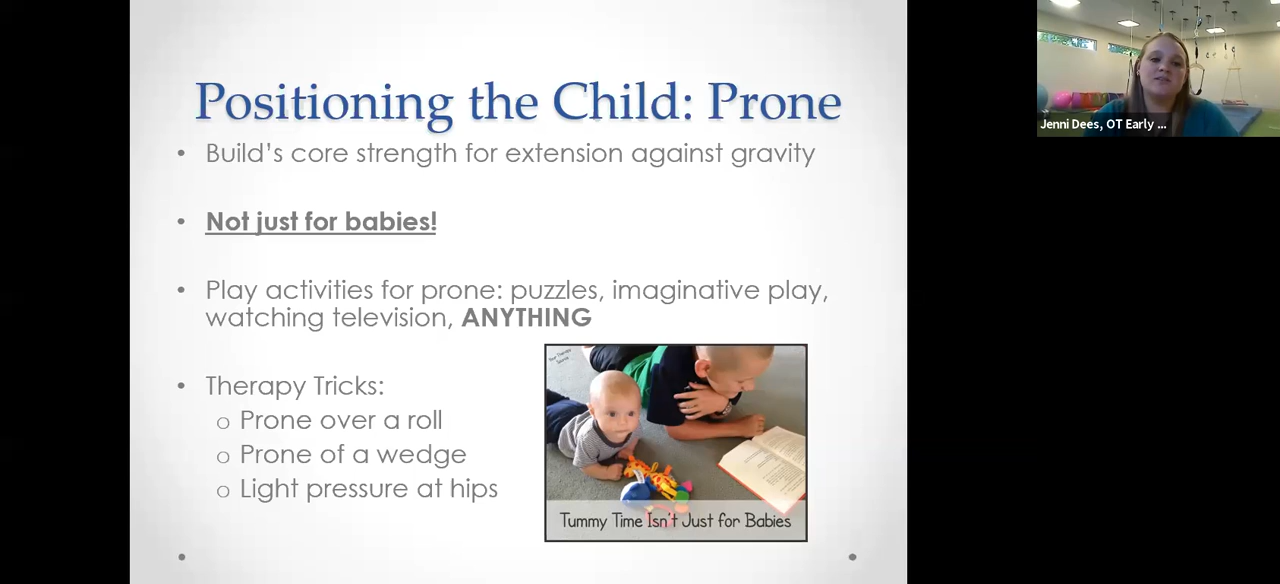 Positioning the Child: Prone
• Build’s core strength for extension against gravity
• Not just for babies!
• Play activities for prone: puzzles, imaginative play,
watching television, ANYTHING
• Therapy Tricks:
o Prone over a roll
o Prone of a wedge
o Light pressure at hips
Tummy Time Isn't Just for Babies
Jenni Dees, OT Early ...